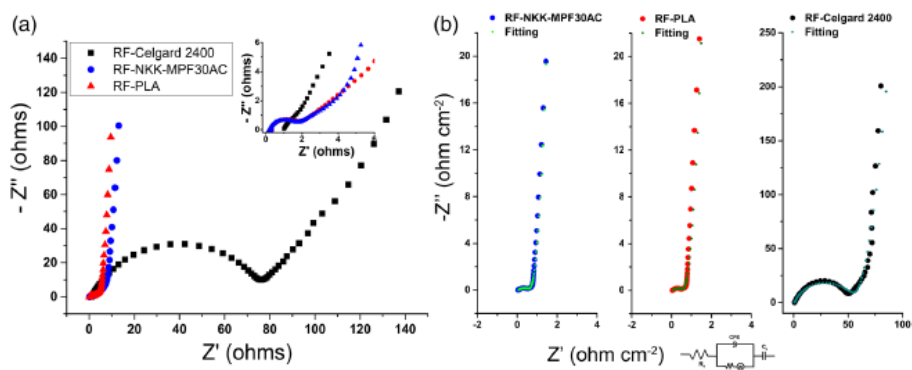 (a)
RF-Celgard 2400
RF-NKK-MPF30AC
RF-PLA
- Z'' (ohms)
140
120
100
80
60
40
20
0
0 20 40 60 80 100 120 140
Z' (ohms)
- Z'' (ohms)
6
4
2
0
2 4 6
Z' (ohms)
(b)
RF-NKK-MPF30AC
Fitting
RF-PLA
Fitting
RF-Celgard 2400
Fitting
-Z'' (ohm cm-2)
20
16
12
8
4
0
-2 0 2 4
20
16
12
8
4
0
-2 0 2 4
250
200
150
100
50
0
0 50 100
Z' (ohm cm-2)
CPE